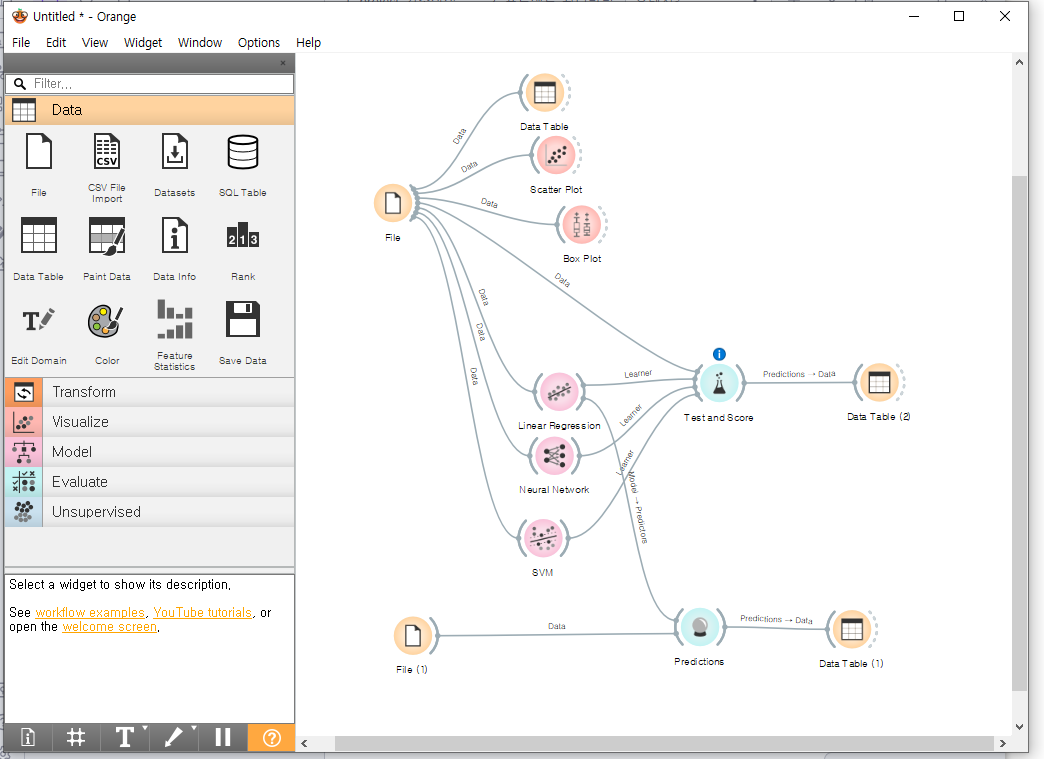 Untitled * - Orange
File Edit View Widget Window Options Help
Filter...
Data
File
CSV File Import
Datasets
SQL Table
Data Table
Paint Data
Data Info
Rank
Edit Domain
Color
Feature Statistics
Save Data
Transform
Visualize
Model
Evaluate
Unsupervised
Select a widget to show its description.
See workflow examples, YouTube tutorials, or
open the welcome screen.
Data
Data Table
Data
Scatter Plot
Data
Box Plot
File
Data
Data
Data
Data
Linear Regression
Learner
Neural Network
Learner
SVM
Learner
Model → Predictors
Test and Score
Predictions → Data
Data Table (2)
File (1)
Data
Predictions
Predictions → Data
Data Table (1)